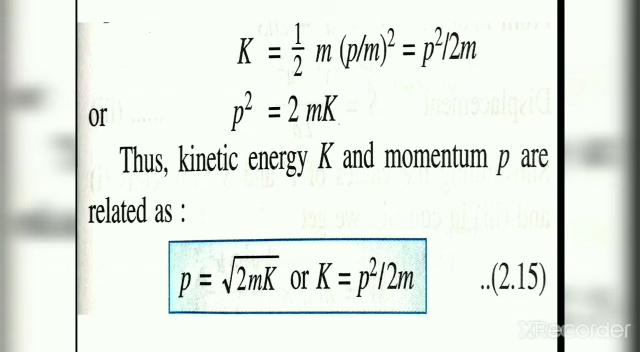 K = 1/2 m (p/m)² = p²/2m
or p² = 2 mK
Thus, kinetic energy K and momentum p are
related as :
p = √2mK or K = p²/2m ..(2.15)
XRecorder